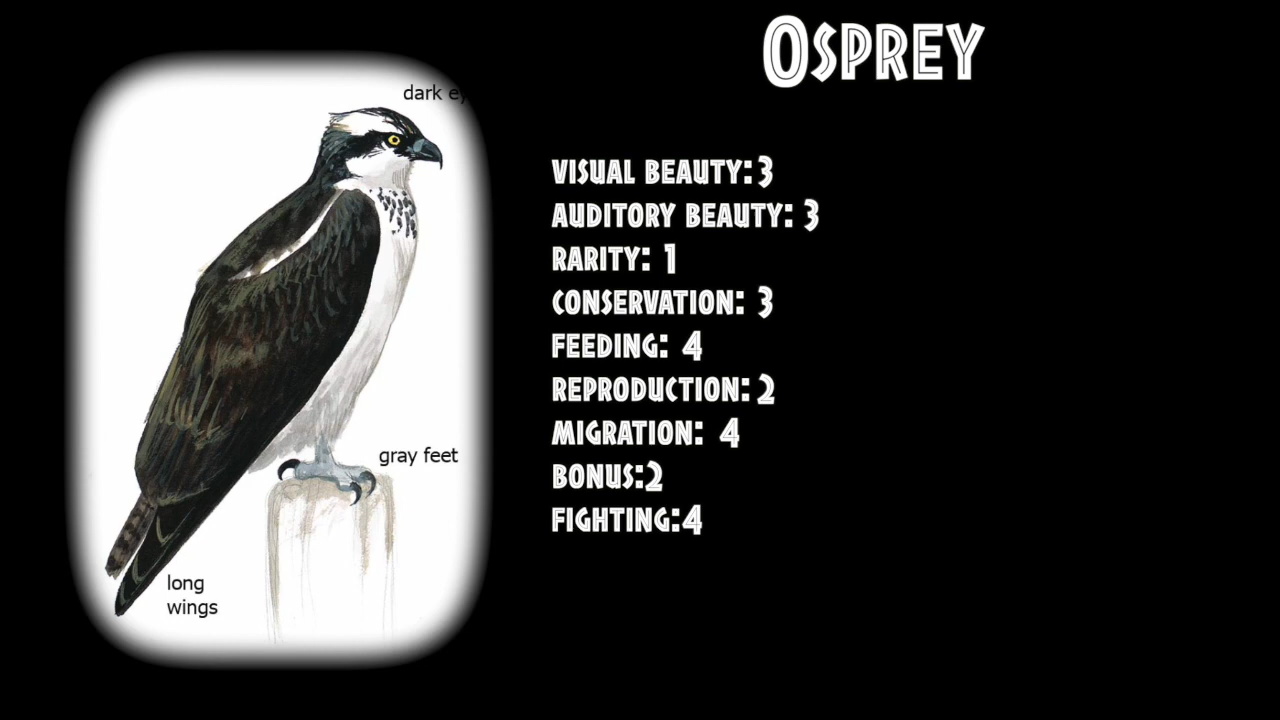 Osprey
dark
Visual Beauty:3
Auditory Beauty: 3
Rarity: 1
Conservation: 3
Feeding: 4
Reproduction:2
Migration: 4
Bonus:2
Fighting:4
gray feet
long
wings